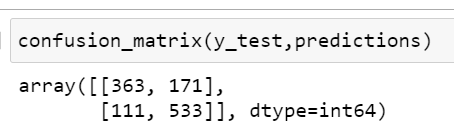 confusion_matrix(y_test,predictions)
array([[363, 171],
       [111, 533]], dtype=int64)